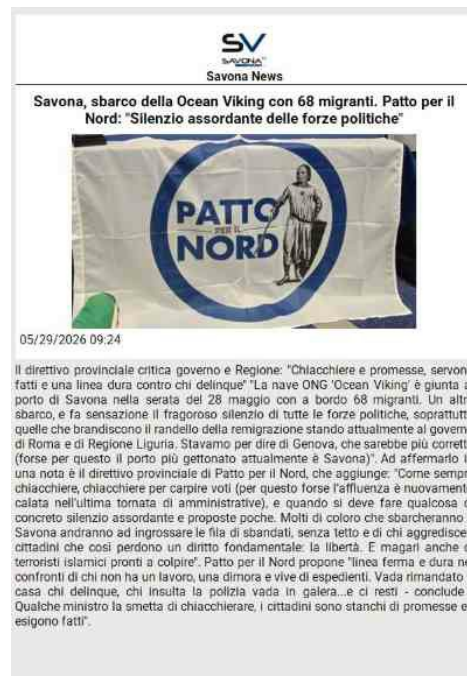 SV
SAVONA
Savona News
Savona, sbarco della Ocean Viking con 68 migranti. Patto per il
Nord: "Silenzio assordante delle forze politiche"
PATTO
PER IL
NORD
05/29/2026 09:24
Il direttivo provinciale critica governo e Regione: "Chiacchiere e promesse, servon
fatti e una linea dura contro chi delinque" "La nave ONG 'Ocean Viking' è giunta a
porto di Savona nella serata del 28 maggio con a bordo 68 migranti. Un altr
sbarco, e fa sensazione il fragoroso silenzio di tutte le forze politiche, soprattutt
quelle che brandiscono il randello della remigrazione stando attualmente al govern
di Roma e di Regione Liguria. Stavamo per dire di Genova, che sarebbe più corrett
(forse per questo il porto più gettonato attualmente è Savona)". Ad affermarlo i
una nota è il direttivo provinciale di Patto per il Nord, che aggiunge: "Come sempr
chiacchiere, chiacchiere per carpire voti (per questo forse l'affluenza è nuovament
calata nell'ultima tornata di amministrative), e quando si deve fare qualcosa d
concreto silenzio assordante e proposte poche. Molti di coloro che sbarcheranno
Savona andranno ad ingrossare le fila di sbandati, senza tetto e di chi aggredisce
cittadini che così perdono un diritto fondamentale: la libertà. E magari anche d
terroristi islamici pronti a colpire". Patto per il Nord propone "linea ferma e dura ne
confronti di chi non ha un lavoro, una dimora e vive di espedienti. Vada rimandato
casa chi delinque, chi insulta la polizia vada in galera...e ci resti - conclude
Qualche ministro la smetta di chiacchierare, i cittadini sono stanchi di promesse e
esigono fatti".